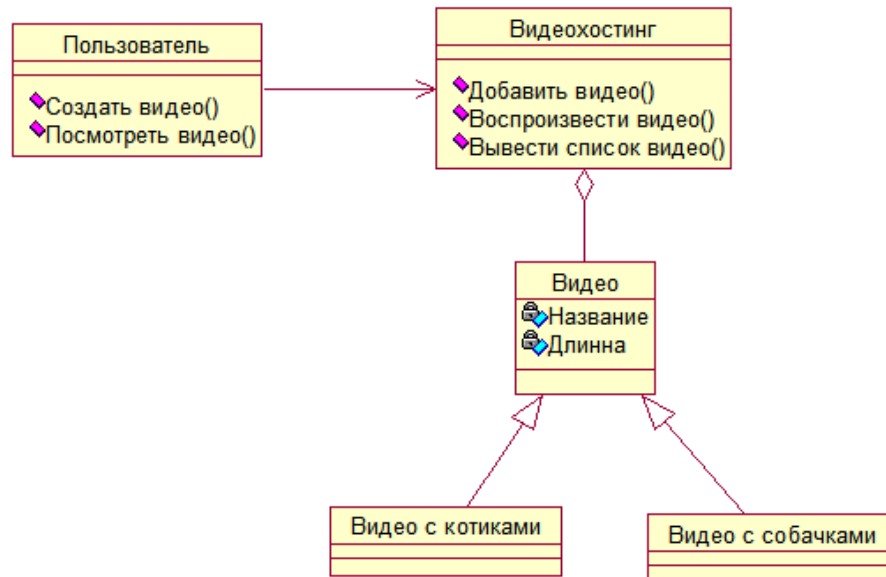 Пользователь
Создать видео()
Посмотреть видео()
Видеохостинг
Добавить видео()
Воспроизвести видео()
Вывести список видео()
Видео
Название
Длинна
Видео с котиками
Видео с собачками